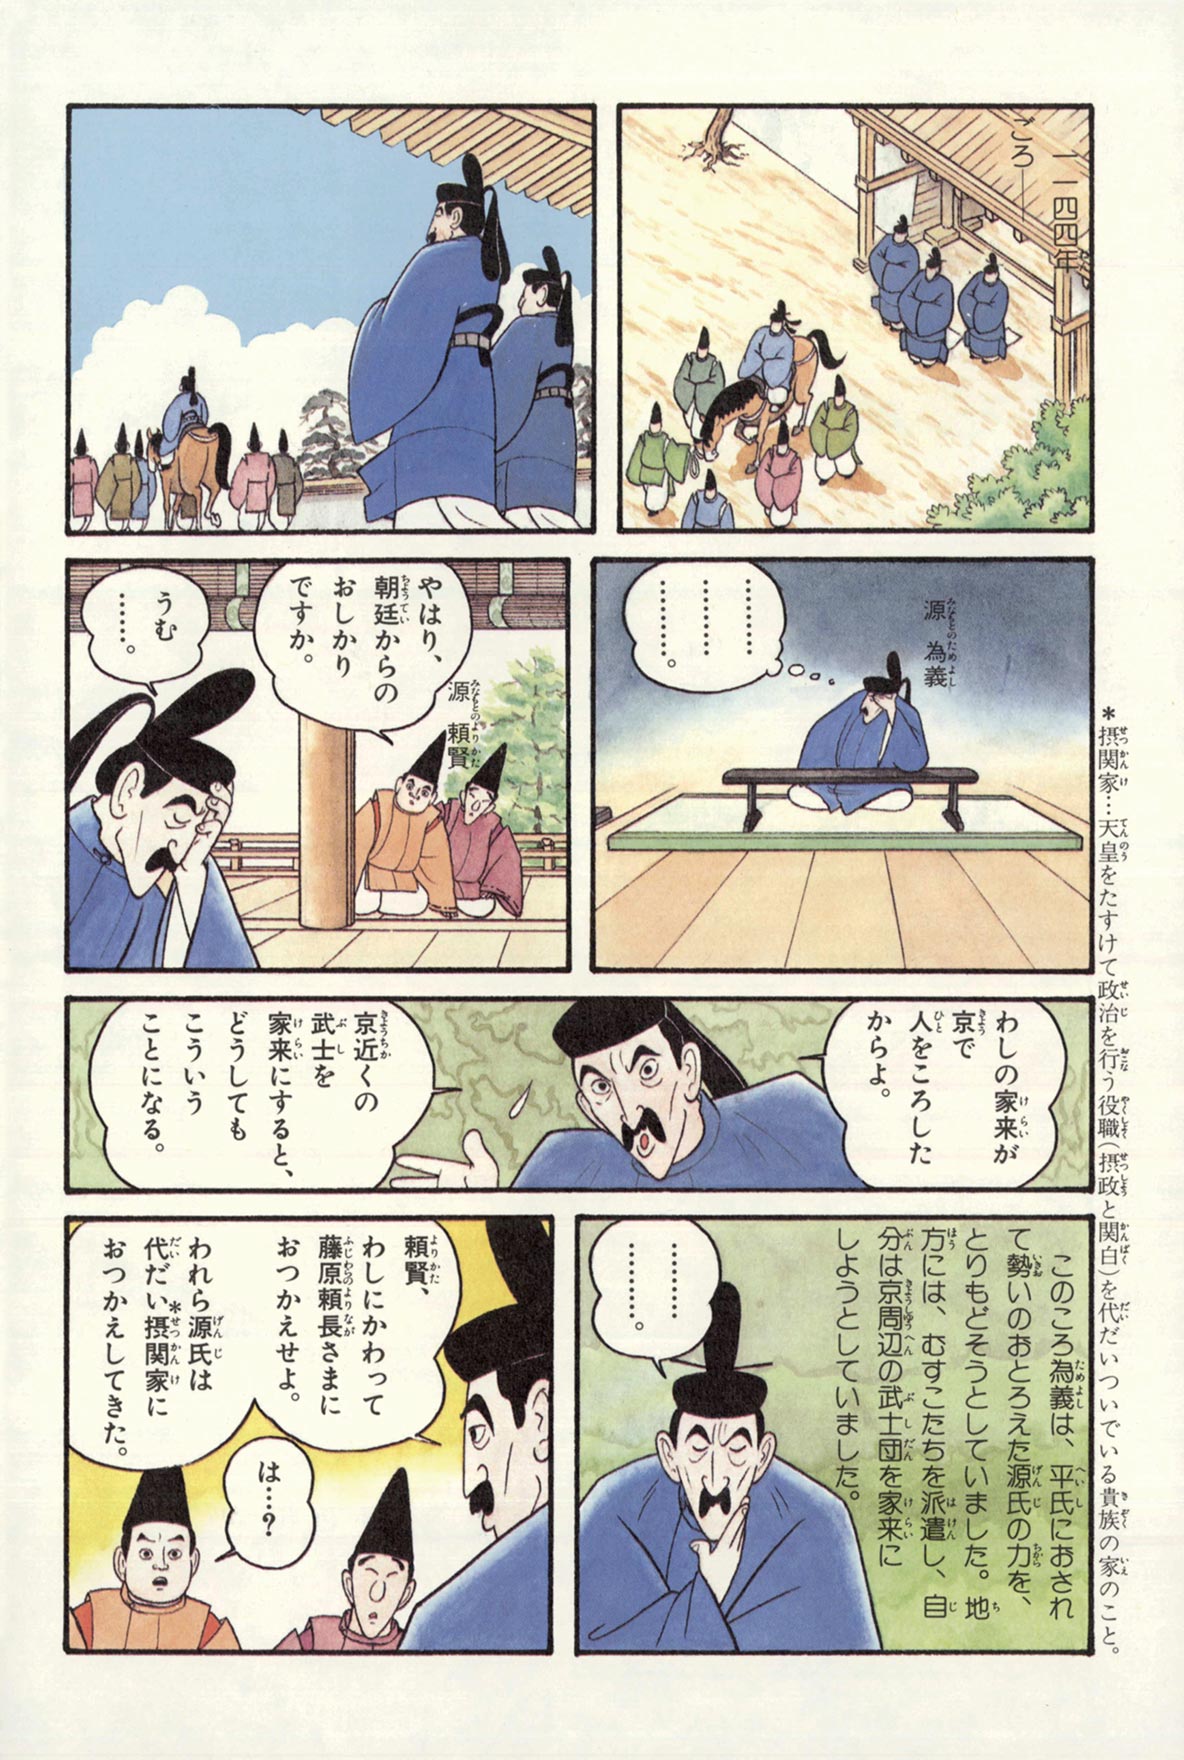 一一四四年
ごろ──
源 為義
………
………
………。
やはり、
朝廷からの
おしかり
ですか。
源 頼賢
うむ
……。
わしの家来が
京で
人をころした
からよ。
京近くの
武士を
家来にすると、
どうしても
こういう
ことになる。
このころ為義は、平氏におされ
て勢いのおとろえた源氏の力を、
とりもどそうとしていました。地
方には、むすこたちを派遣し、自
分は京周辺の武士団を家来に
しようとしていました。
………
………。
頼賢、
わしにかわって
藤原頼長さまに
おつかえせよ。
われら源氏は
代だい*摂関家に
おつかえしてきた。
は…?
*摂関家…天皇をたすけて政治を行う役職(摂政と関白)を代だいついでいる貴族の家のこと。